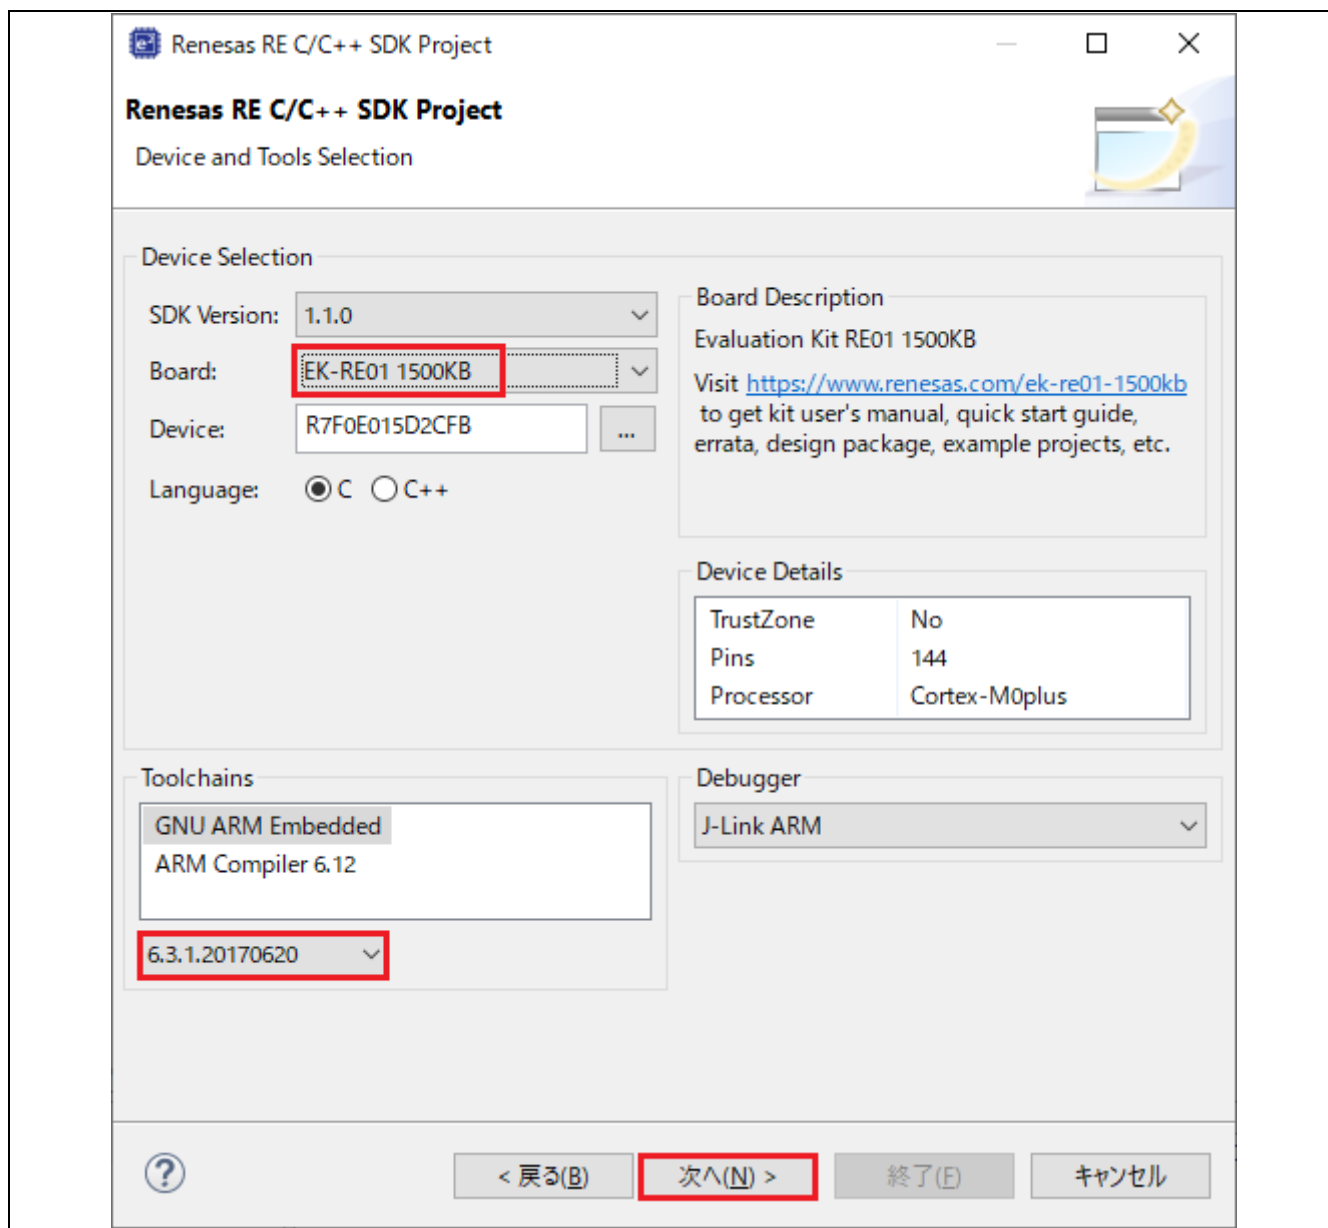 Renesas RE C/C++ SDK Project
Renesas RE C/C++ SDK Project
Device and Tools Selection
Device Selection
SDK Version: 1.1.0
Board: EK-RE01 1500KB
Device: R7F0E015D2CFB ...
Language: C C++
Board Description
Evaluation Kit RE01 1500KB
Visit https://www.renesas.com/ek-re01-1500kb
to get kit user's manual, quick start guide,
errata, design package, example projects, etc.
Device Details
TrustZone No
Pins 144
Processor Cortex-M0plus
Toolchains
GNU ARM Embedded
ARM Compiler 6.12
6.3.1.20170620
Debugger
J-Link ARM
? < 戻る(B) 次へ(N) > 終了(F) キャンセル